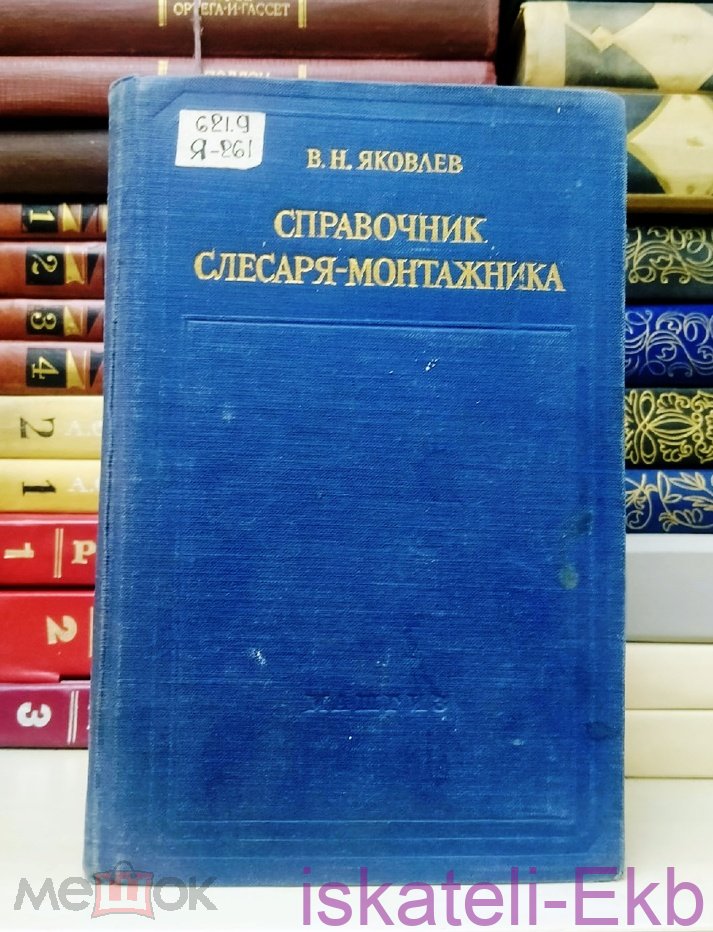 ОРТЕГА-И-ГАССЕТ
621.9
Я-261
В. Н. ЯКОВЛЕВ
СПРАВОЧНИК
СЛЕСАРЯ-МОНТАЖНИКА
МАШГИЗ
1
2
3
4
2
1
1
2
3
мешок
iskateli-Ekb